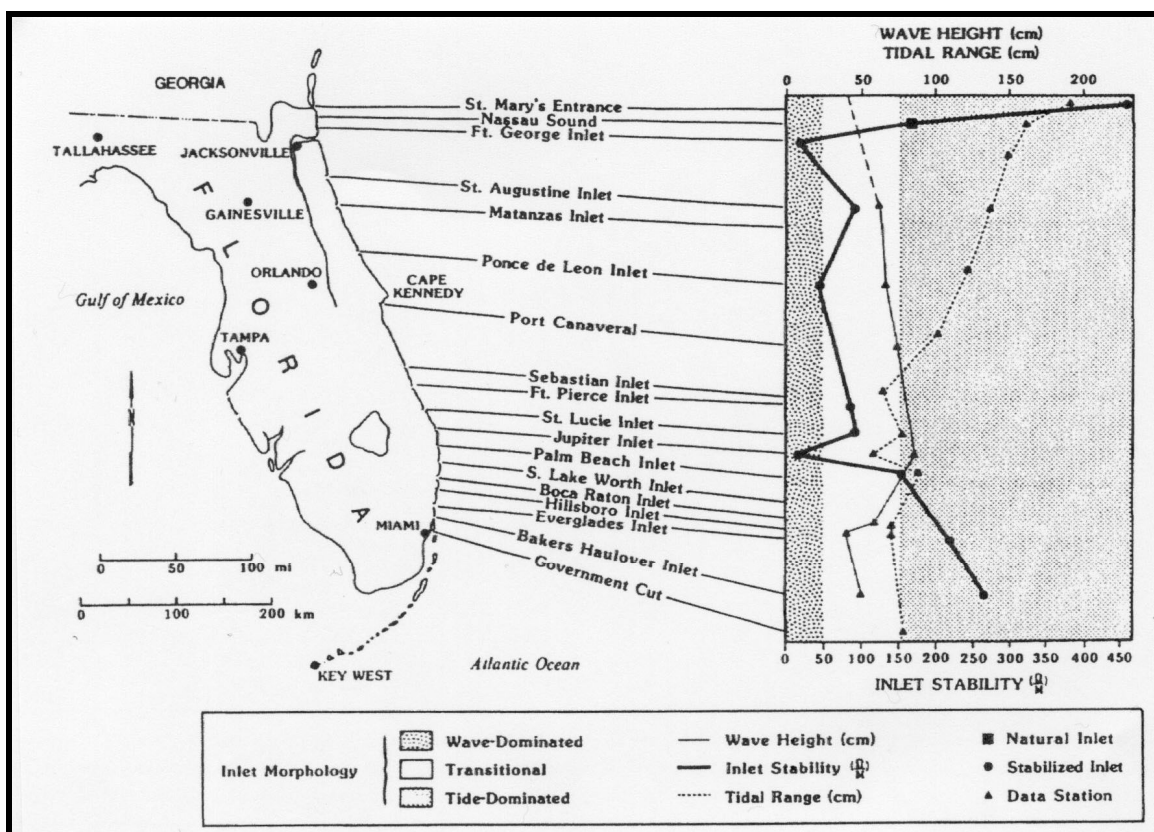 GEORGIA
TALLAHASSEE
JACKSONVILLE
GAINESVILLE
ORLANDO
CAPE
KENNEDY
Gulf of Mexico
TAMPA
F L O R I D A
MIAMI
KEY WEST
Atlantic Ocean
0 50 100 mi
0 100 200 km
St. Mary's Entrance
Nassau Sound
Ft. George Inlet
St. Augustine Inlet
Matanzas Inlet
Ponce de Leon Inlet
Port Canaveral
Sebastian Inlet
Ft. Pierce Inlet
St. Lucie Inlet
Jupiter Inlet
Palm Beach Inlet
S. Lake Worth Inlet
Boca Raton Inlet
Hillsboro Inlet
Everglades Inlet
Bakers Haulover Inlet
Government Cut
WAVE HEIGHT (cm)
TIDAL RANGE (cm)
0 50 100 150 200
0 50 100 150 200 250 300 350 400 450
INLET STABILITY (Ω/M)
Inlet Morphology
Wave-Dominated
Transitional
Tide-Dominated
Wave Height (cm)
Inlet Stability (Ω/M)
Tidal Range (cm)
Natural Inlet
Stabilized Inlet
Data Station